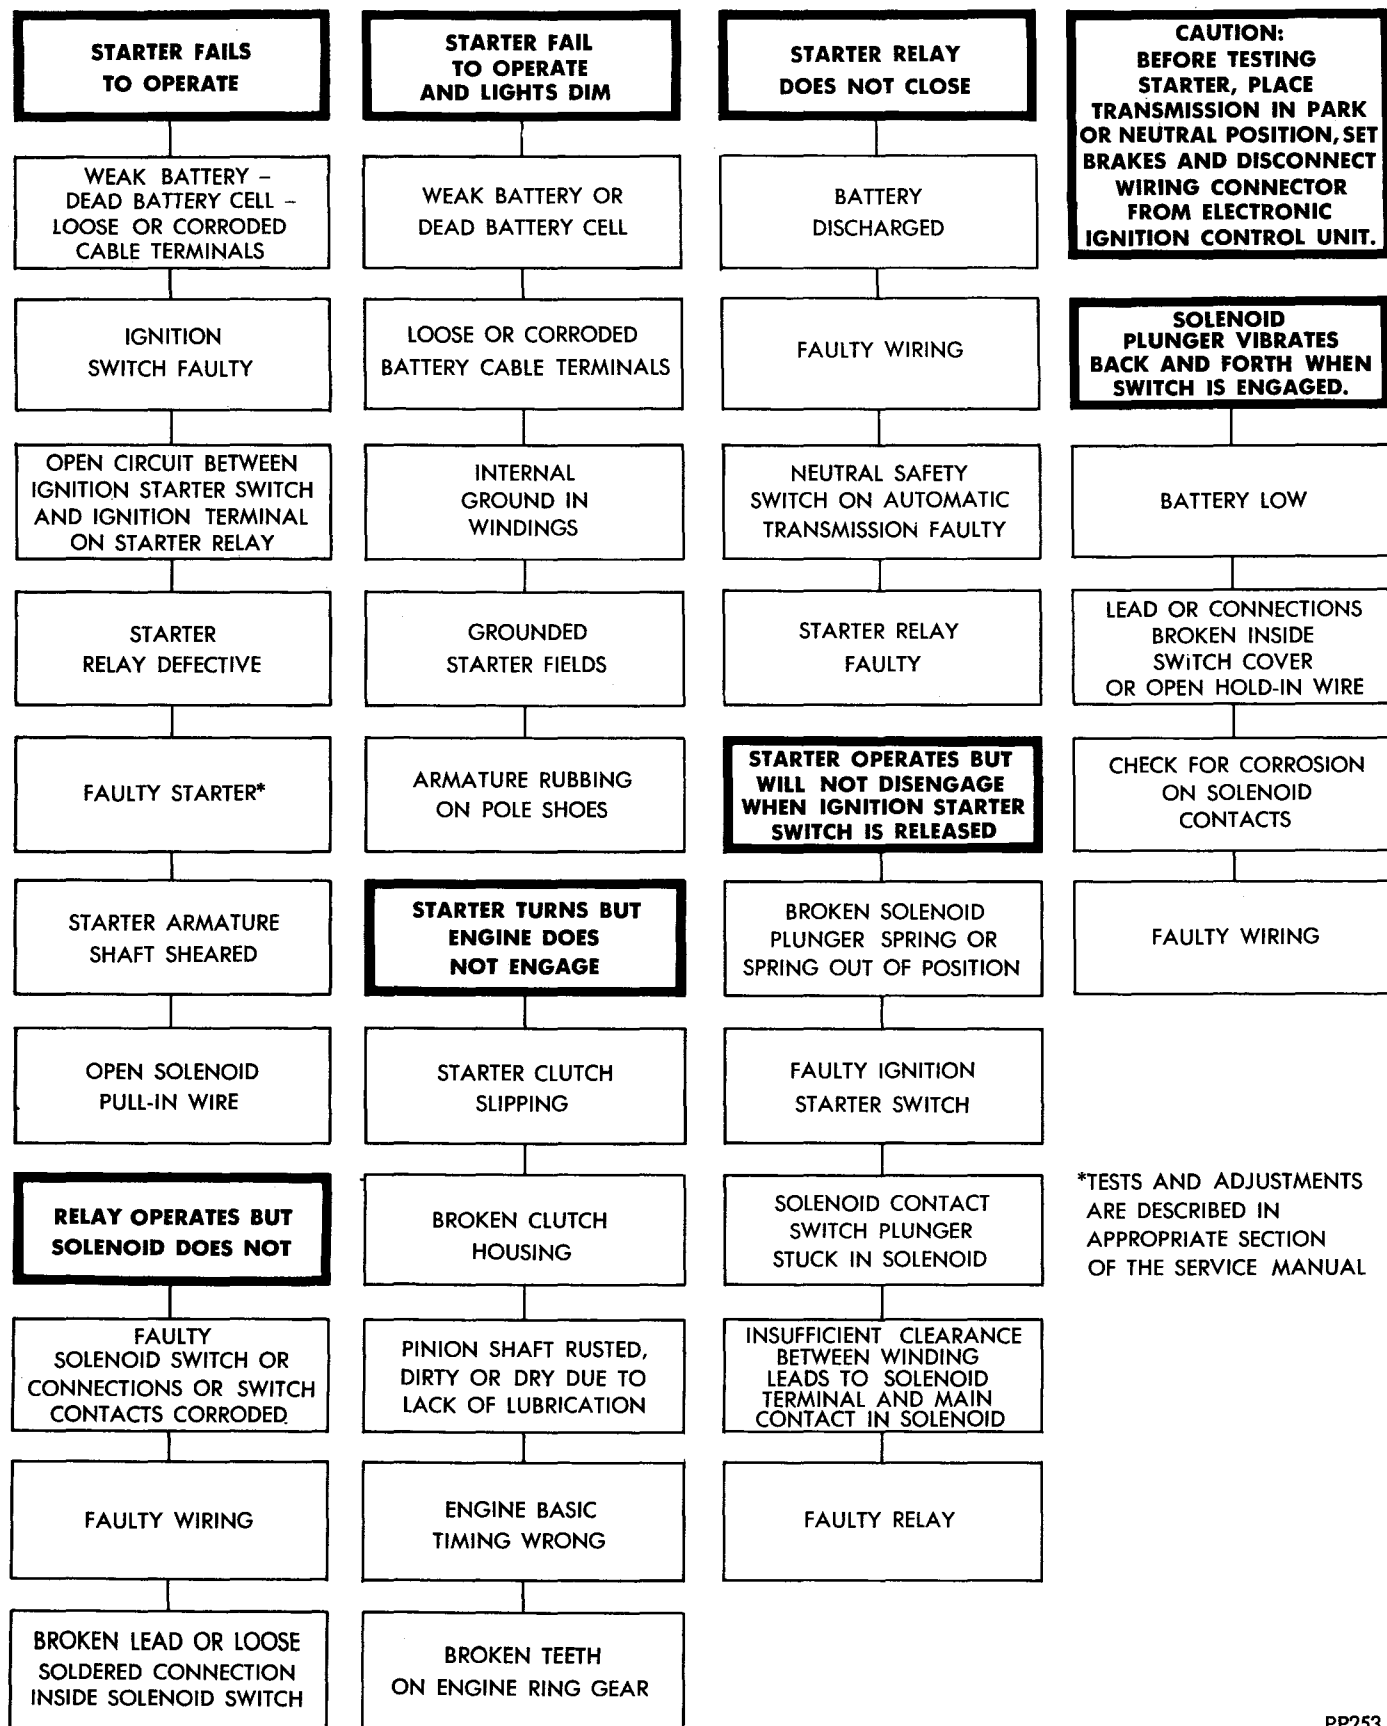 STARTER FAILS
TO OPERATE
WEAK BATTERY –
DEAD BATTERY CELL –
LOOSE OR CORRODED
CABLE TERMINALS
IGNITION
SWITCH FAULTY
OPEN CIRCUIT BETWEEN
IGNITION STARTER SWITCH
AND IGNITION TERMINAL
ON STARTER RELAY
STARTER
RELAY DEFECTIVE
FAULTY STARTER*
STARTER ARMATURE
SHAFT SHEARED
OPEN SOLENOID
PULL-IN WIRE
RELAY OPERATES BUT
SOLENOID DOES NOT
FAULTY
SOLENOID SWITCH OR
CONNECTIONS OR SWITCH
CONTACTS CORRODED.
FAULTY WIRING
BROKEN LEAD OR LOOSE
SOLDERED CONNECTION
INSIDE SOLENOID SWITCH
STARTER FAIL
TO OPERATE
AND LIGHTS DIM
WEAK BATTERY OR
DEAD BATTERY CELL
LOOSE OR CORRODED
BATTERY CABLE TERMINALS
INTERNAL
GROUND IN
WINDINGS
GROUNDED
STARTER FIELDS
ARMATURE RUBBING
ON POLE SHOES
STARTER TURNS BUT
ENGINE DOES
NOT ENGAGE
STARTER CLUTCH
SLIPPING
BROKEN CLUTCH
HOUSING
PINION SHAFT RUSTED,
DIRTY OR DRY DUE TO
LACK OF LUBRICATION
ENGINE BASIC
TIMING WRONG
BROKEN TEETH
ON ENGINE RING GEAR
STARTER RELAY
DOES NOT CLOSE
BATTERY
DISCHARGED
FAULTY WIRING
NEUTRAL SAFETY
SWITCH ON AUTOMATIC
TRANSMISSION FAULTY
STARTER RELAY
FAULTY
STARTER OPERATES BUT
WILL NOT DISENGAGE
WHEN IGNITION STARTER
SWITCH IS RELEASED
BROKEN SOLENOID
PLUNGER SPRING OR
SPRING OUT OF POSITION
FAULTY IGNITION
STARTER SWITCH
SOLENOID CONTACT
SWITCH PLUNGER
STUCK IN SOLENOID
INSUFFICIENT CLEARANCE
BETWEEN WINDING
LEADS TO SOLENOID
TERMINAL AND MAIN
CONTACT IN SOLENOID
FAULTY RELAY
CAUTION:
BEFORE TESTING
STARTER, PLACE
TRANSMISSION IN PARK
OR NEUTRAL POSITION, SET
BRAKES AND DISCONNECT
WIRING CONNECTOR
FROM ELECTRONIC
IGNITION CONTROL UNIT.
SOLENOID
PLUNGER VIBRATES
BACK AND FORTH WHEN
SWITCH IS ENGAGED.
BATTERY LOW
LEAD OR CONNECTIONS
BROKEN INSIDE
SWITCH COVER
OR OPEN HOLD-IN WIRE
CHECK FOR CORROSION
ON SOLENOID
CONTACTS
FAULTY WIRING
*TESTS AND ADJUSTMENTS
ARE DESCRIBED IN
APPROPRIATE SECTION
OF THE SERVICE MANUAL
PP253